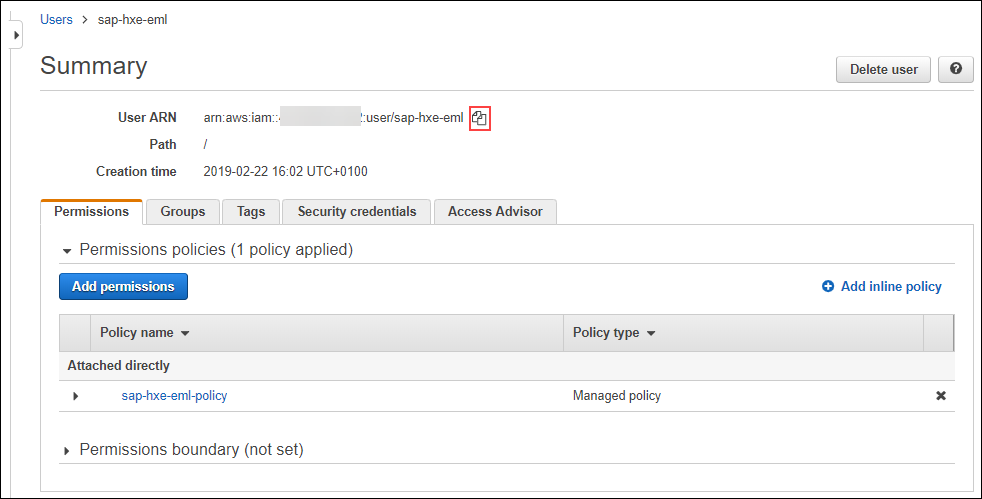 Users > sap-hxe-eml
Summary
Delete user
User ARN arn:aws:iam:: :user/sap-hxe-eml
Path /
Creation time 2019-02-22 16:02 UTC+0100
Permissions Groups Tags Security credentials Access Advisor
Permissions policies (1 policy applied)
Add permissions Add inline policy
Policy name Policy type
Attached directly
sap-hxe-eml-policy Managed policy
Permissions boundary (not set)